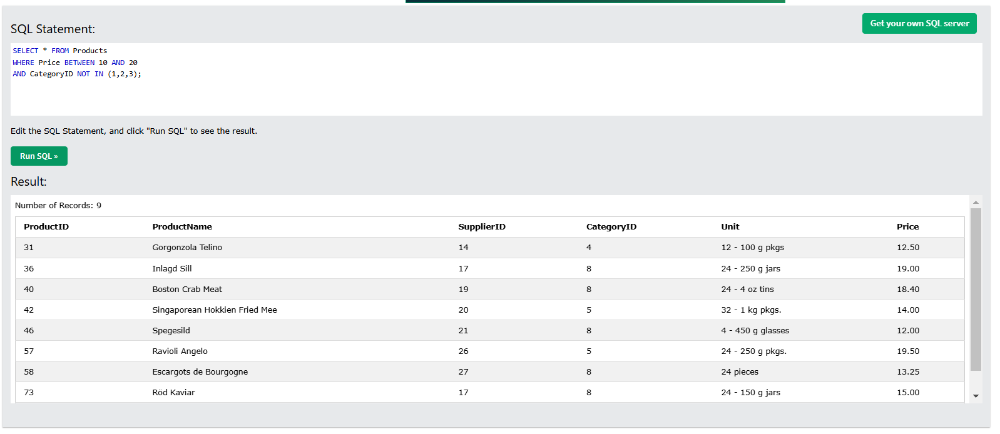 SQL Statement:
Get your own SQL server
SELECT * FROM Products
WHERE Price BETWEEN 10 AND 20
AND CategoryID NOT IN (1,2,3);
Edit the SQL Statement, and click "Run SQL" to see the result.
Run SQL »
Result:
Number of Records: 9
ProductID ProductName SupplierID CategoryID Unit Price
31 Gorgonzola Telino 14 4 12 - 100 g pkgs 12.50
36 Inlagd Sill 17 8 24 - 250 g jars 19.00
40 Boston Crab Meat 19 8 24 - 4 oz tins 18.40
42 Singaporean Hokkien Fried Mee 20 5 32 - 1 kg pkgs. 14.00
46 Spegesild 21 8 4 - 450 g glasses 12.00
57 Ravioli Angelo 26 5 24 - 250 g pkgs. 19.50
58 Escargots de Bourgogne 27 8 24 pieces 13.25
73 Röd Kaviar 17 8 24 - 150 g jars 15.00